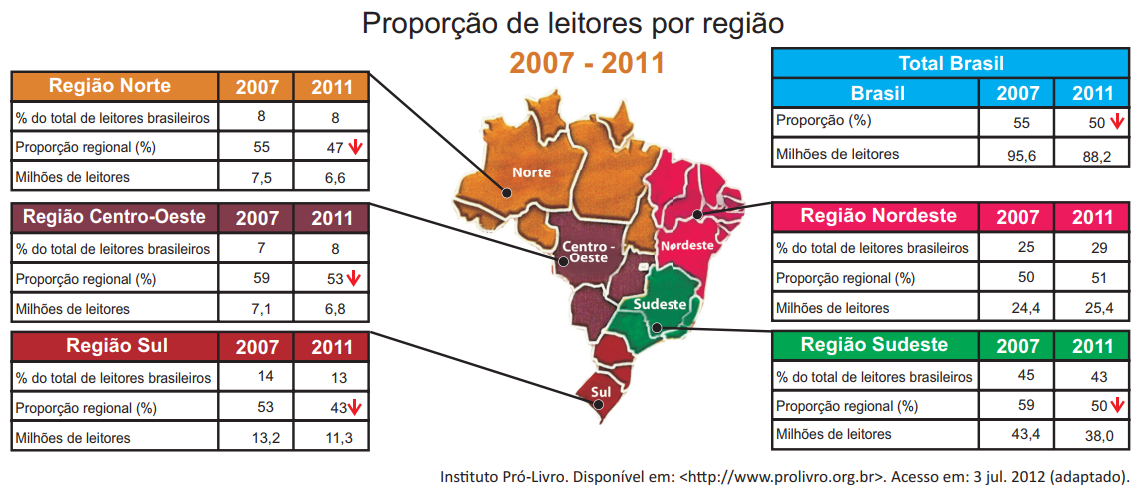 Proporção de leitores por região
2007 - 2011
Região Norte 2007 2011
% do total de leitores brasileiros 8 8
Proporção regional (%) 55 47
Milhões de leitores 7,5 6,6
Região Centro-Oeste 2007 2011
% do total de leitores brasileiros 7 8
Proporção regional (%) 59 53
Milhões de leitores 7,1 6,8
Região Sul 2007 2011
% do total de leitores brasileiros 14 13
Proporção regional (%) 53 43
Milhões de leitores 13,2 11,3
Norte
Centro -
Oeste
Nordeste
Sudeste
Sul
Total Brasil
Brasil 2007 2011
Proporção (%) 55 50
Milhões de leitores 95,6 88,2
Região Nordeste 2007 2011
% do total de leitores brasileiros 25 29
Proporção regional (%) 50 51
Milhões de leitores 24,4 25,4
Região Sudeste 2007 2011
% do total de leitores brasileiros 45 43
Proporção regional (%) 59 50
Milhões de leitores 43,4 38,0
Instituto Pró-Livro. Disponível em: <http://www.prolivro.org.br>. Acesso em: 3 jul. 2012 (adaptado).